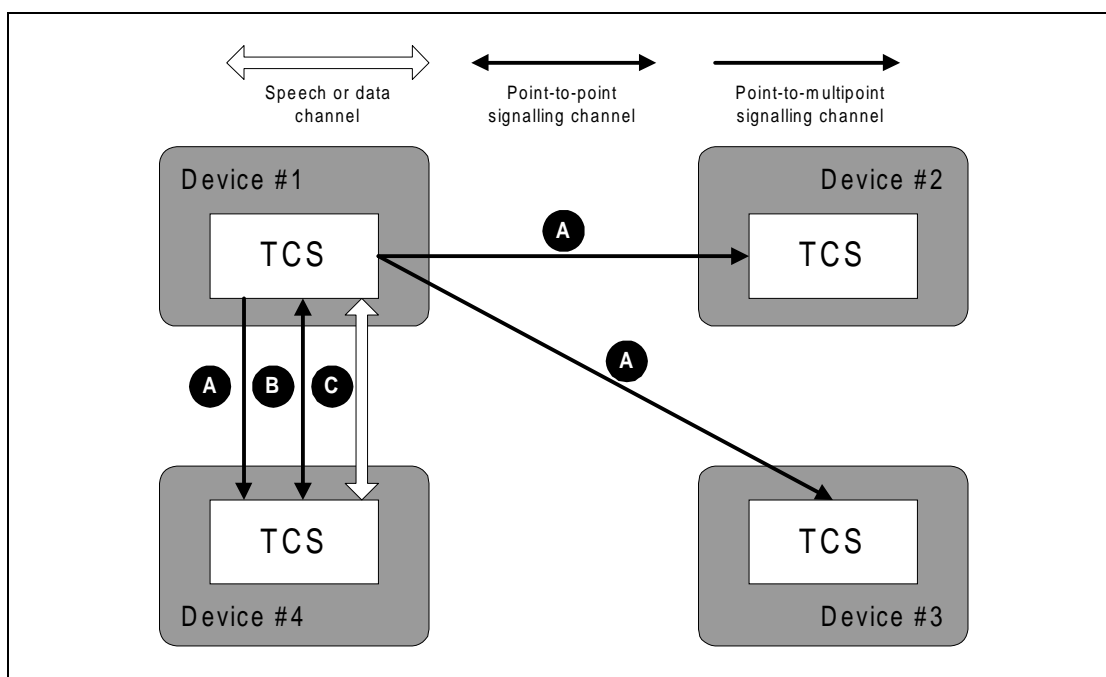 Speech or data
channel
Point-to-point
signalling channel
Point-to-multipoint
signalling channel
Device #1
TCS
Device #2
TCS
A
A
A
B
C
TCS
Device #4
TCS
Device #3